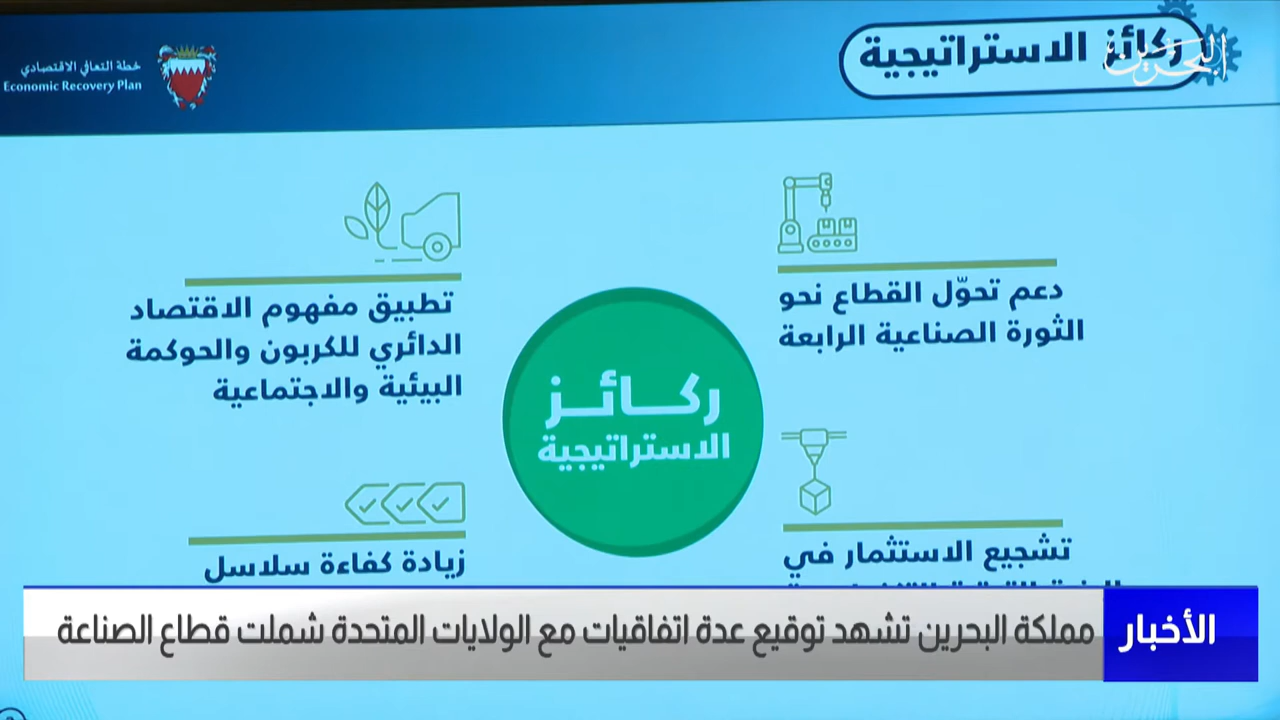 ركائز الاستراتيجية
البحرين
خطة التعافي الاقتصادي
Economic Recovery Plan
دعم تحوّل القطاع نحو
الثورة الصناعية الرابعة
تطبيق مفهوم الاقتصاد
الدائري للكربون والحوكمة
البيئية والاجتماعية
ركائز
الاستراتيجية
تشجيع الاستثمار في
زيادة كفاءة سلاسل
الأخبار
مملكة البحرين تشهد توقيع عدة اتفاقيات مع الولايات المتحدة شملت قطاع الصناعة